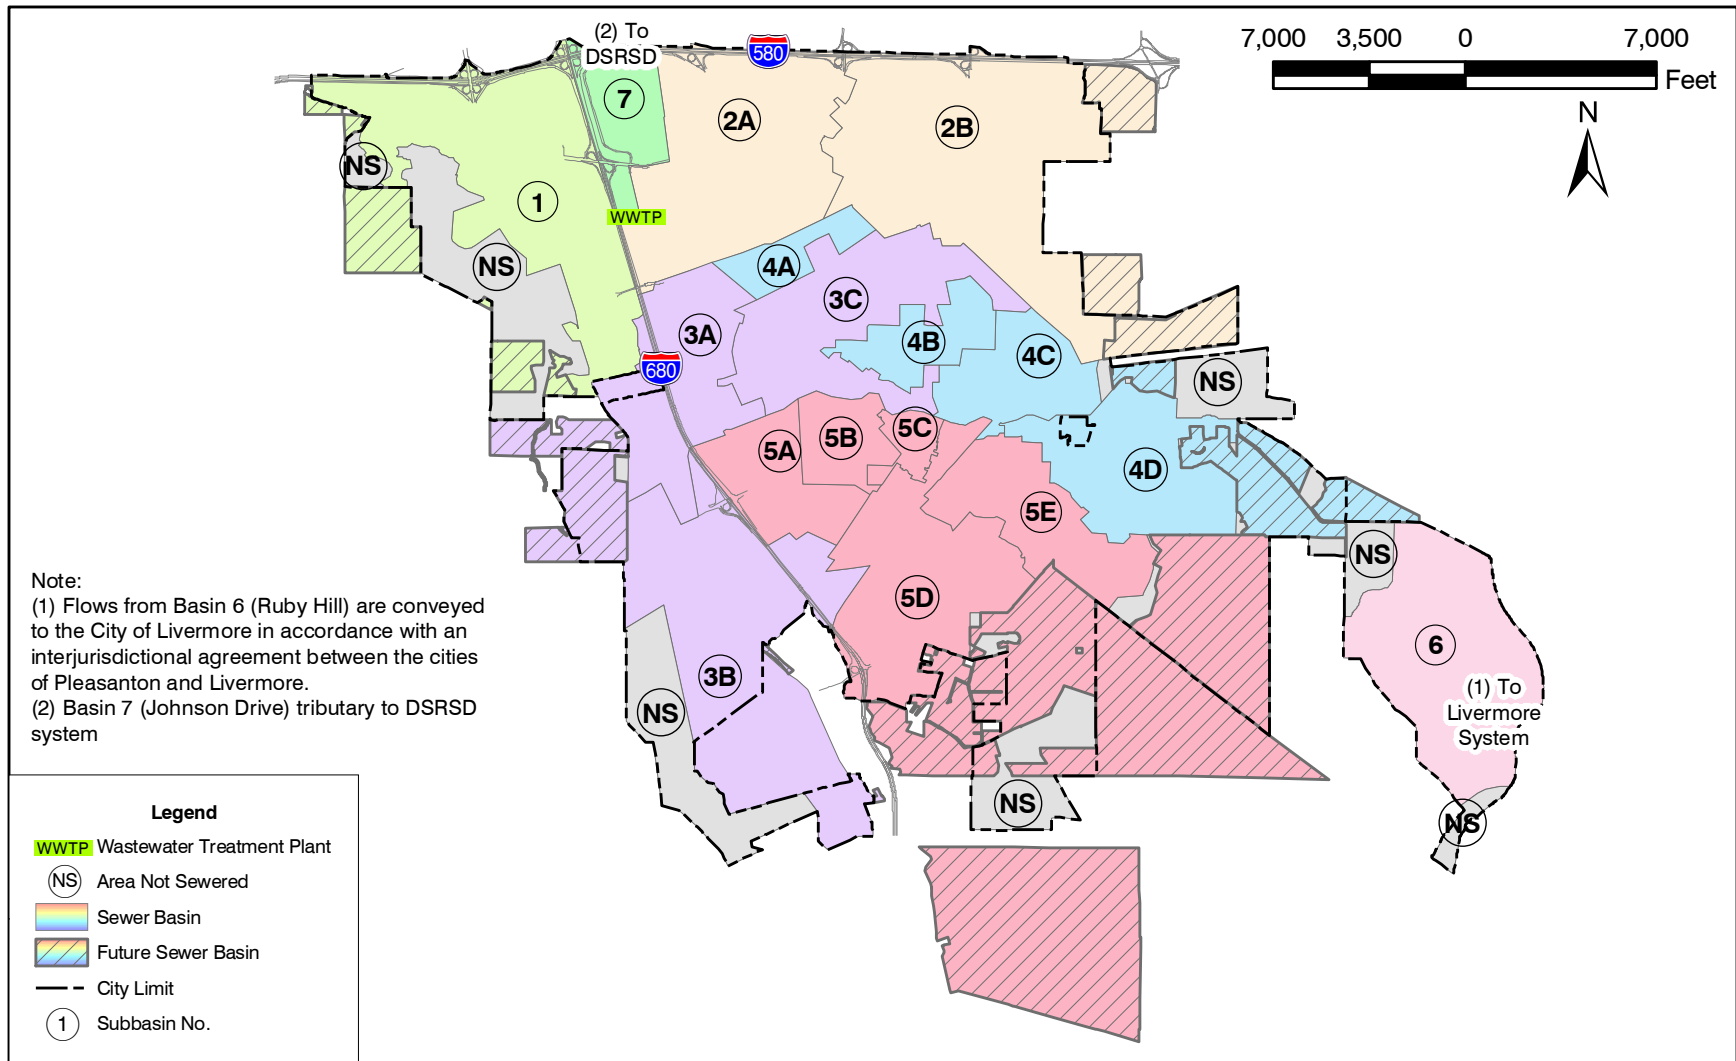 (2) To
DSRSD
580
7,000 3,500 0 7,000
Feet
N
7
2A
2B
NS
1
WWTP
NS
4A
3C
3A
4B
4C
680
NS
5C
5B
5A
4D
5E
NS
5D
6
3B
(1) To
Livermore
System
NS
NS
NS
Note:
(1) Flows from Basin 6 (Ruby Hill) are conveyed
to the City of Livermore in accordance with an
interjurisdictional agreement between the cities
of Pleasanton and Livermore.
(2) Basin 7 (Johnson Drive) tributary to DSRSD
system
Legend
WWTP Wastewater Treatment Plant
NS Area Not Sewered
Sewer Basin
Future Sewer Basin
City Limit
1 Subbasin No.